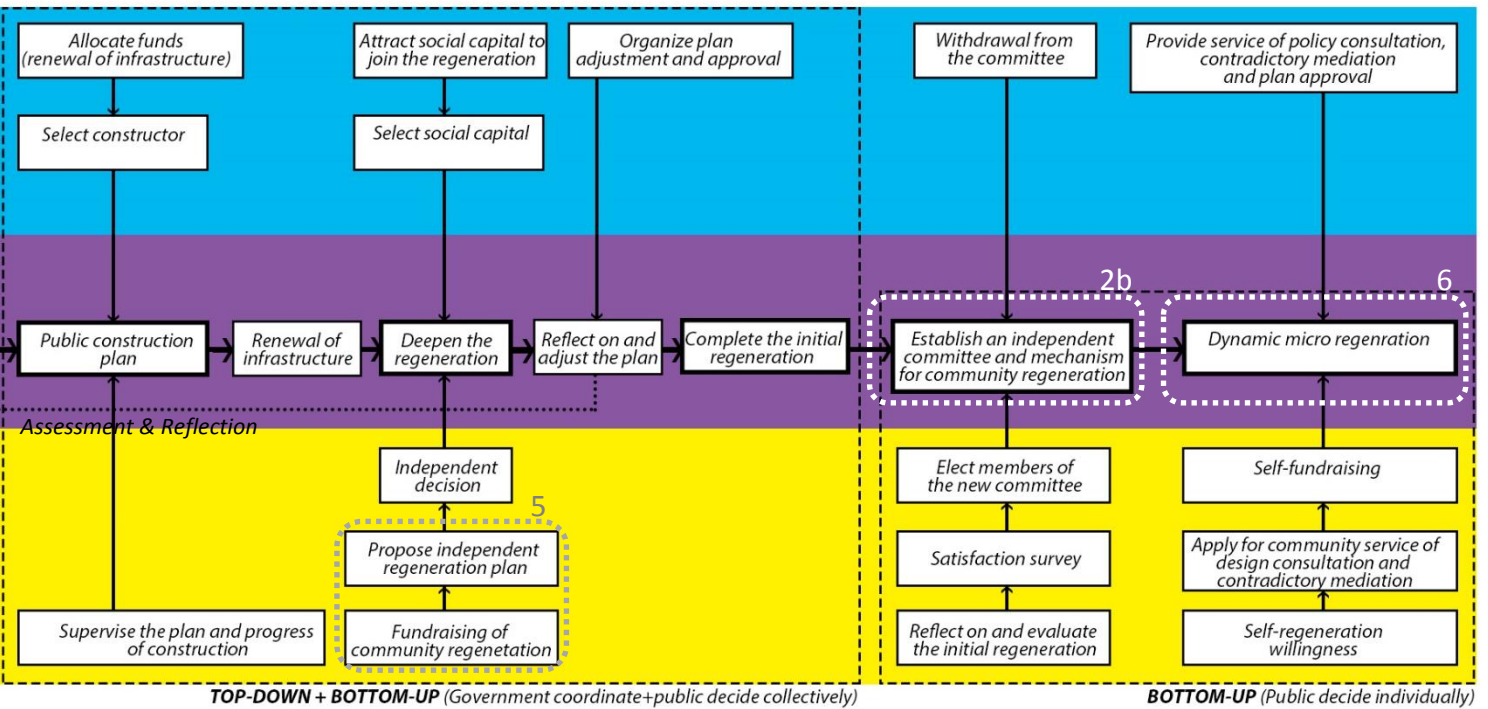 Allocate funds
(renewal of infrastructure)
Attract social capital to
join the regeneration
Organize plan
adjustment and approval
Withdrawal from
the committee
Provide service of policy consultation,
contradictory mediation
and plan approval
Select constructor
Select social capital
2b
6
Public construction
plan
Renewal of
infrastructure
Deepen the
regeneration
Reflect on and
adjust the plan
Complete the initial
regeneration
Establish an independent
committee and mechanism
for community regeneration
Dynamic micro regenration
Assessment & Reflection
Independent
decision
Elect members of
the new committee
Self-fundraising
5
Propose independent
regeneration plan
Satisfaction survey
Apply for community service of
design consultation and
contradictory mediation
Supervise the plan and progress
of construction
Fundraising of
community regenetation
Reflect on and evaluate
the initial regeneration
Self-regeneration
willingness
TOP-DOWN + BOTTOM-UP (Government coordinate+public decide collectively)
BOTTOM-UP (Public decide individually)